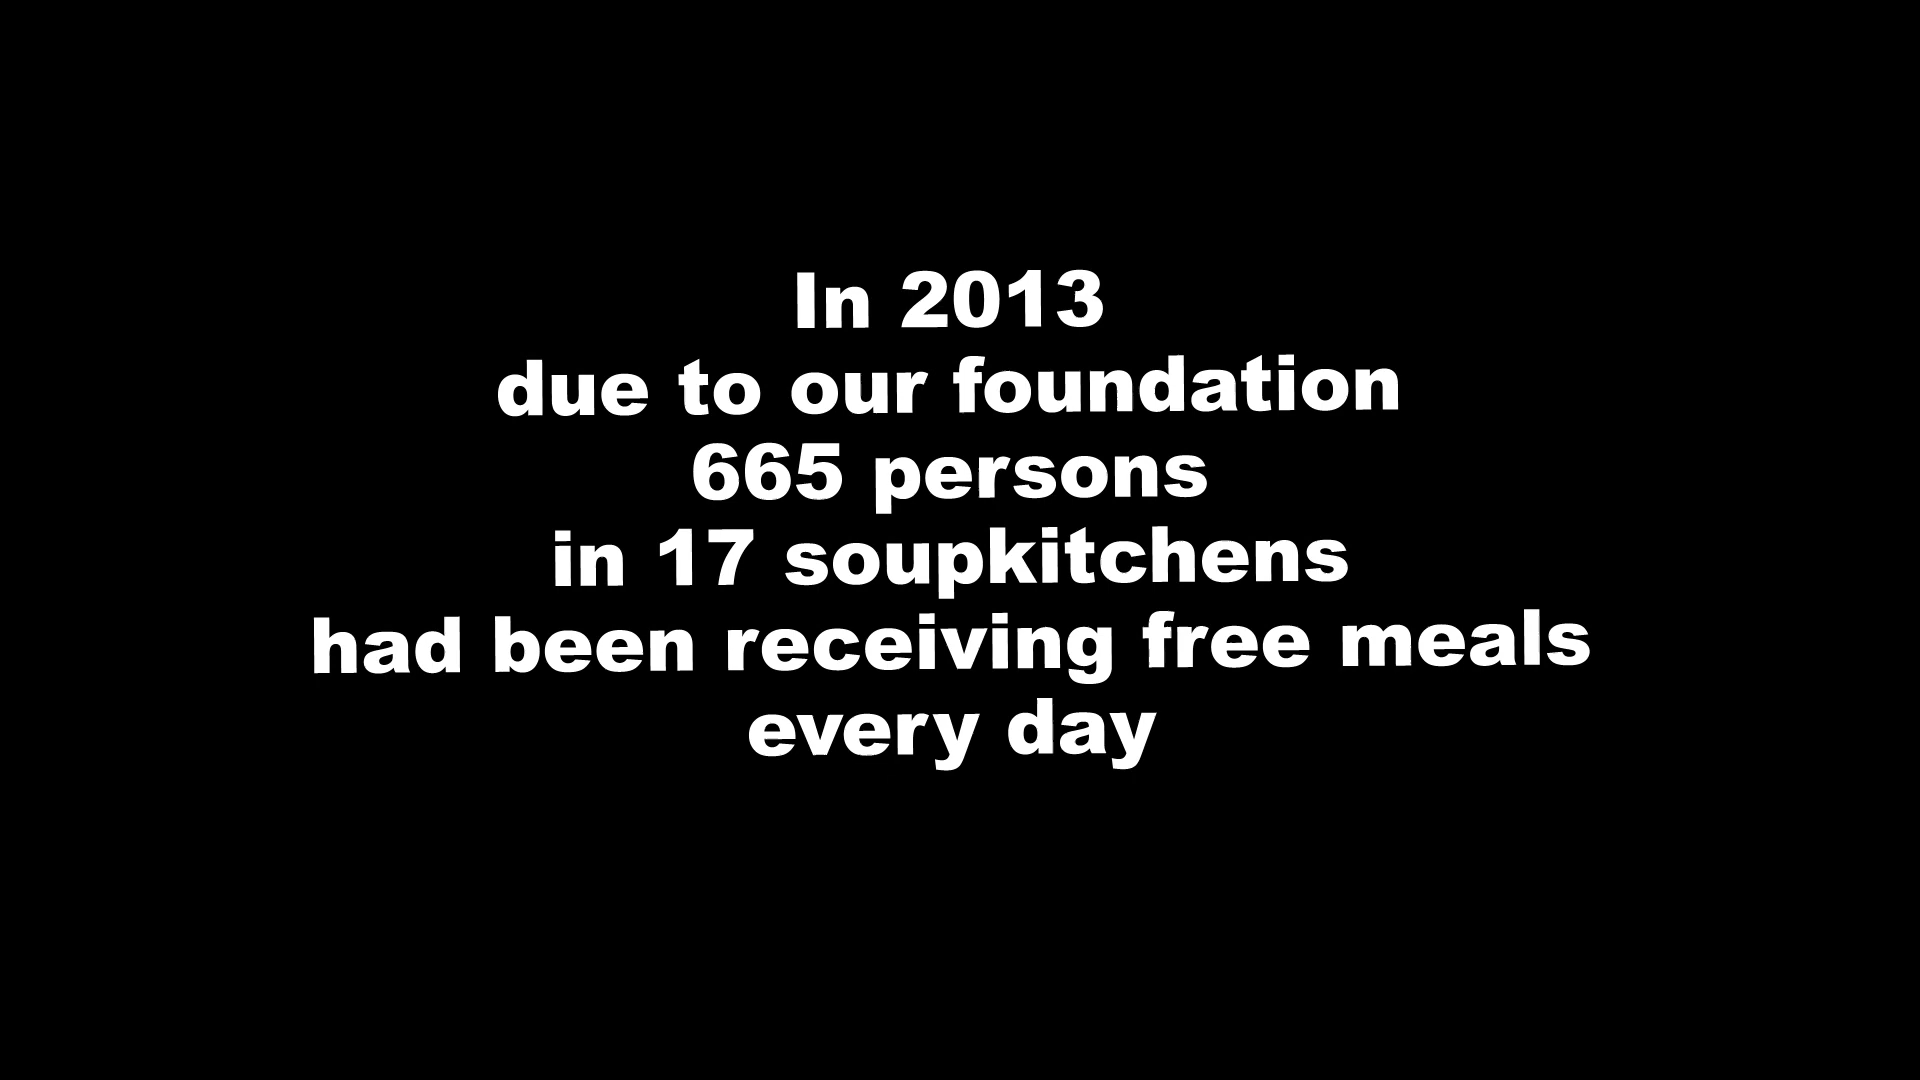 In 2013
due to our foundation
665 persons
in 17 soupkitchens
had been receiving free meals
every day